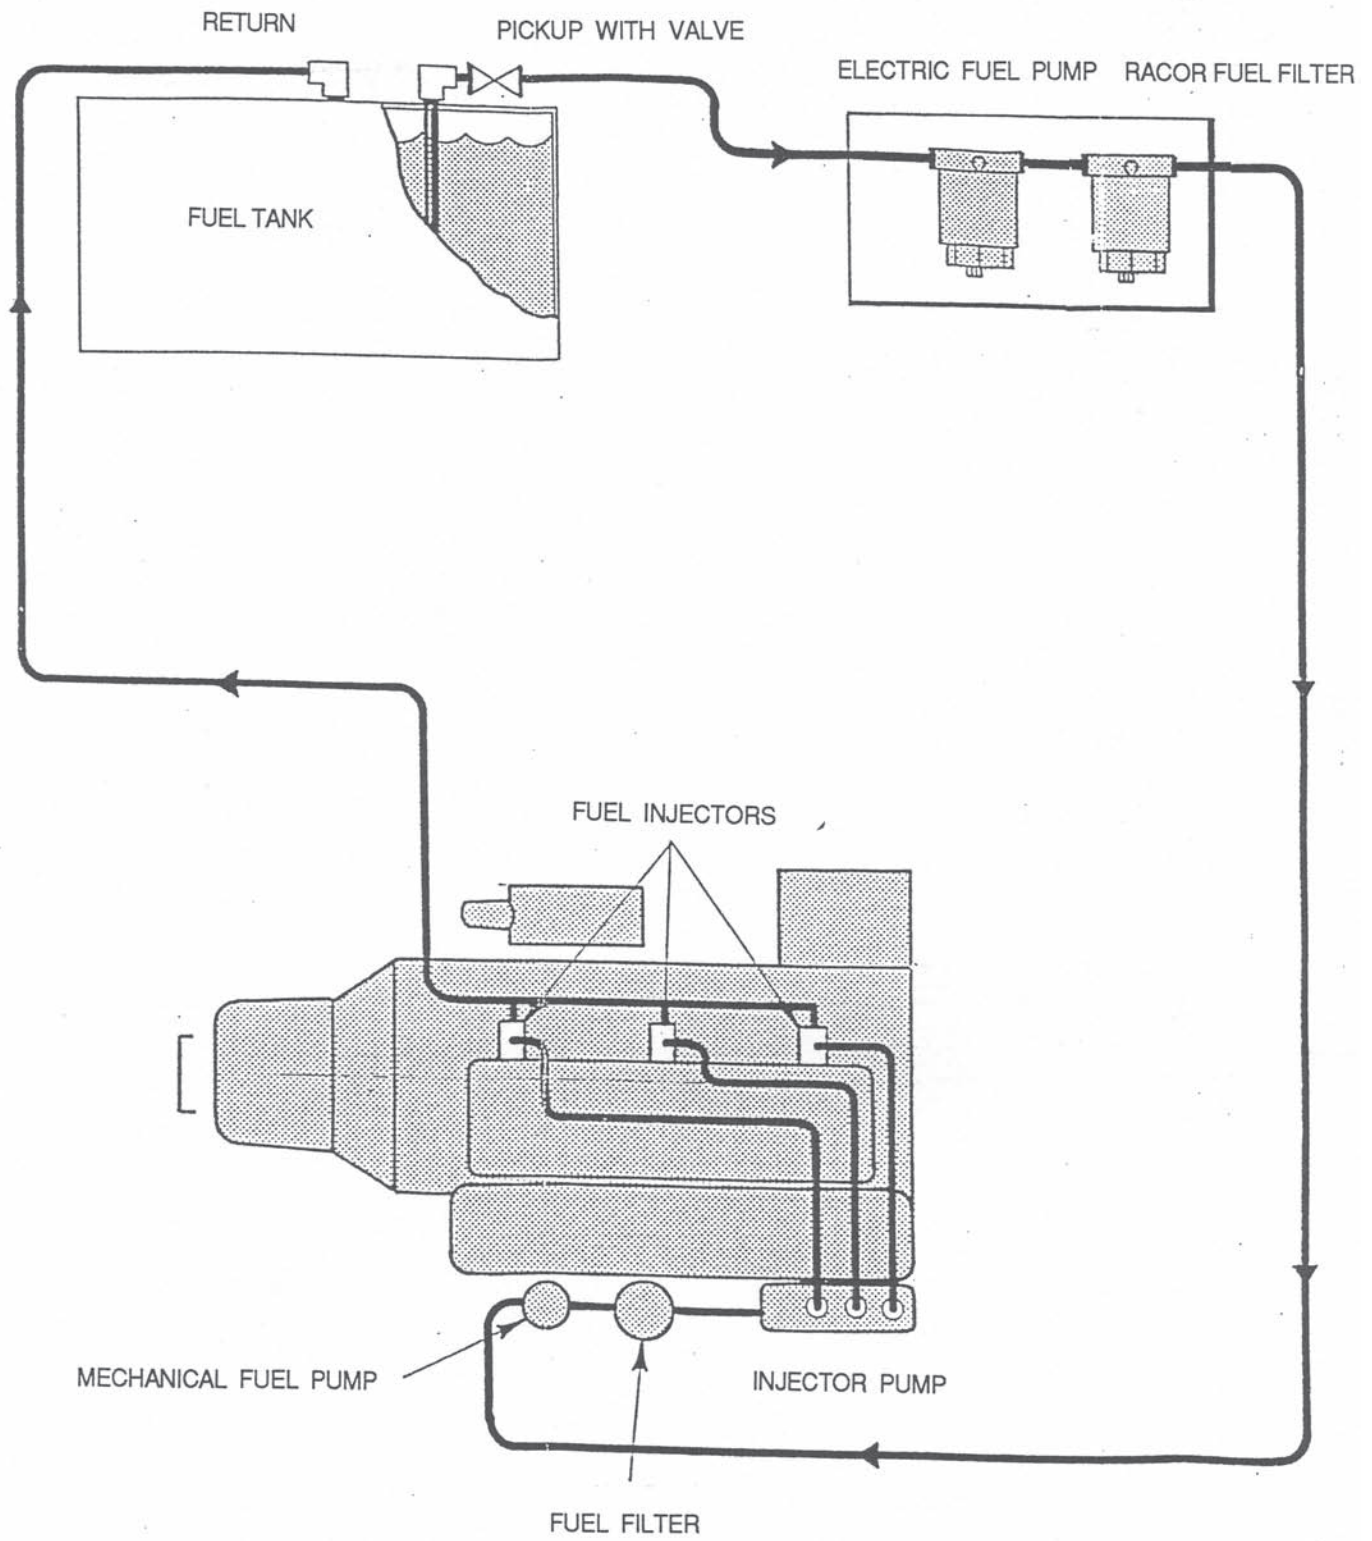 RETURN
PICKUP WITH VALVE
ELECTRIC FUEL PUMP
RACOR FUEL FILTER
FUEL TANK
FUEL INJECTORS
MECHANICAL FUEL PUMP
INJECTOR PUMP
FUEL FILTER